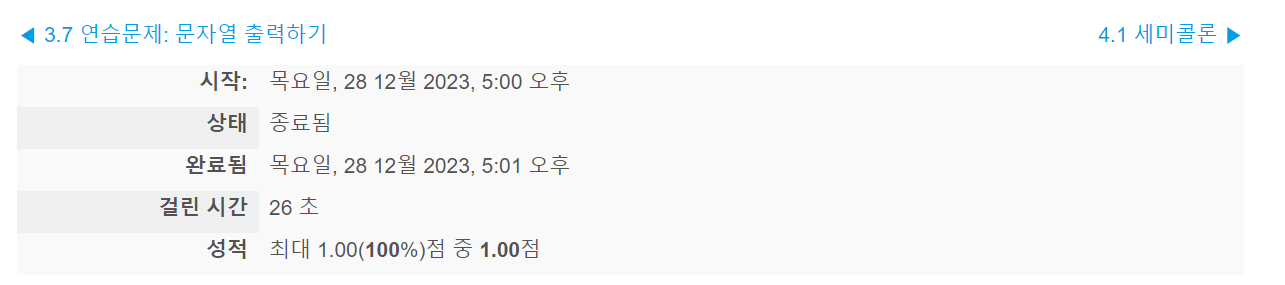 ◀ 3.7 연습문제: 문자열 출력하기 4.1 세미콜론 ▶
시작: 목요일, 28 12월 2023, 5:00 오후
상태 종료됨
완료됨 목요일, 28 12월 2023, 5:01 오후
걸린 시간 26 초
성적 최대 1.00(100%)점 중 1.00점